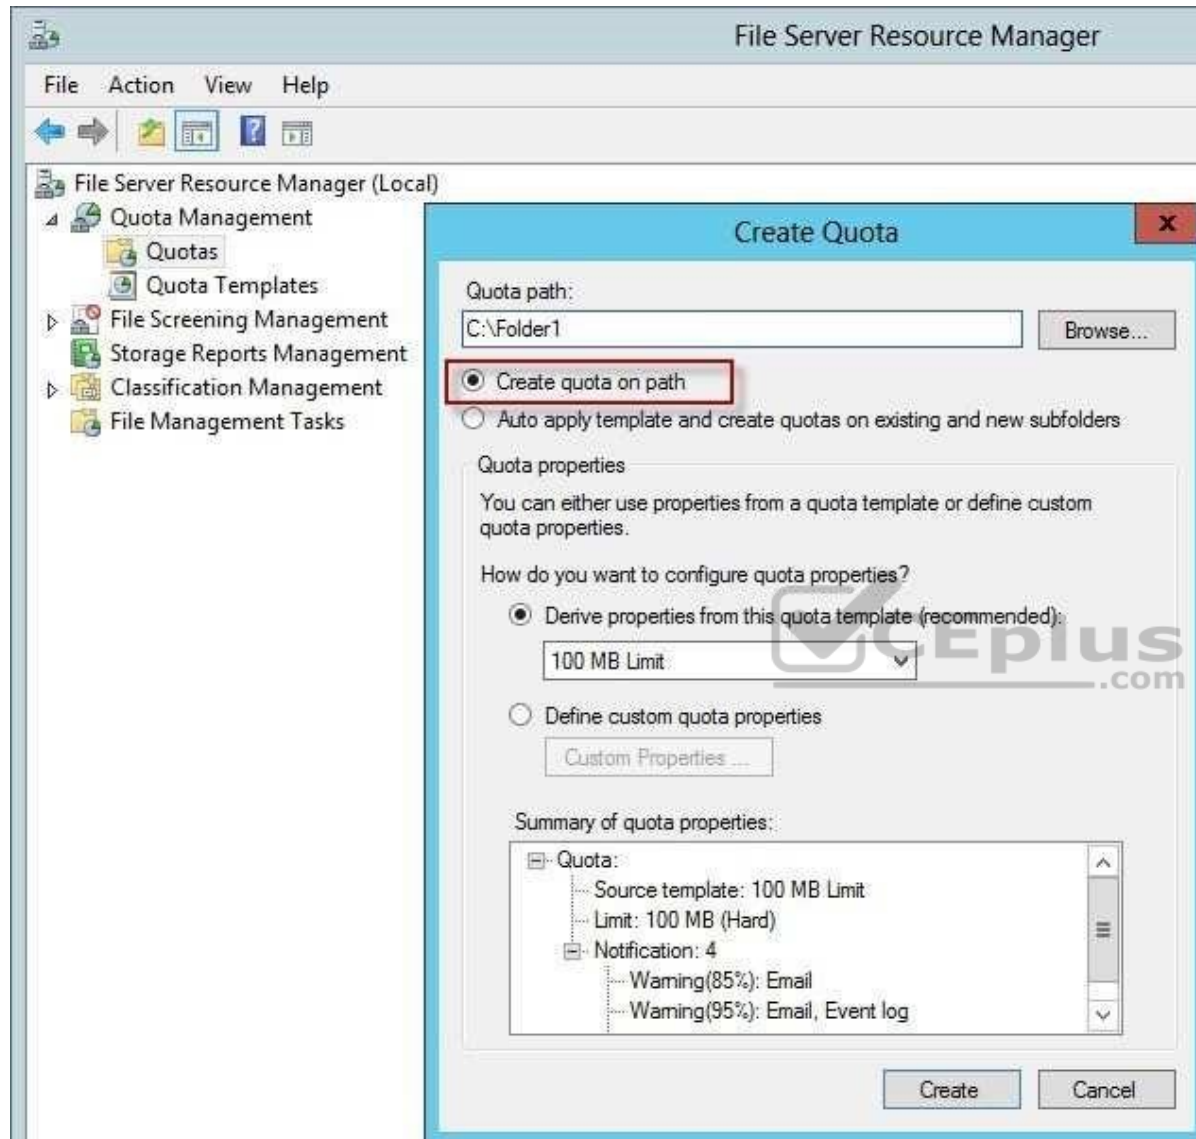 File Server Resource Manager
File Action View Help
File Server Resource Manager (Local)
Quota Management
Quotas
Quota Templates
File Screening Management
Storage Reports Management
Classification Management
File Management Tasks
Create Quota
x
Quota path:
C:\Folder1
Browse...
Create quota on path
Auto apply template and create quotas on existing and new subfolders
Quota properties
You can either use properties from a quota template or define custom
quota properties.
How do you want to configure quota properties?
Derive properties from this quota template (recommended):
100 MB Limit
CEplus
.com
Define custom quota properties
Custom Properties ...
Summary of quota properties:
Quota:
Source template: 100 MB Limit
Limit: 100 MB (Hard)
Notification: 4
Warning(85%): Email
Warning(95%): Email, Event log
Create
Cancel